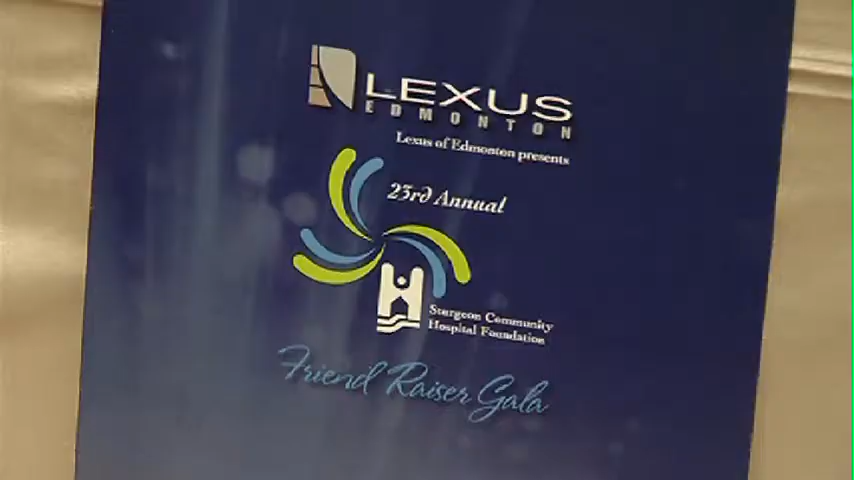 LEXUS
EDMONTON
Lexus of Edmonton presents
23rd Annual
Sturgeon Community
Hospital Foundation
Friend Raiser Gala